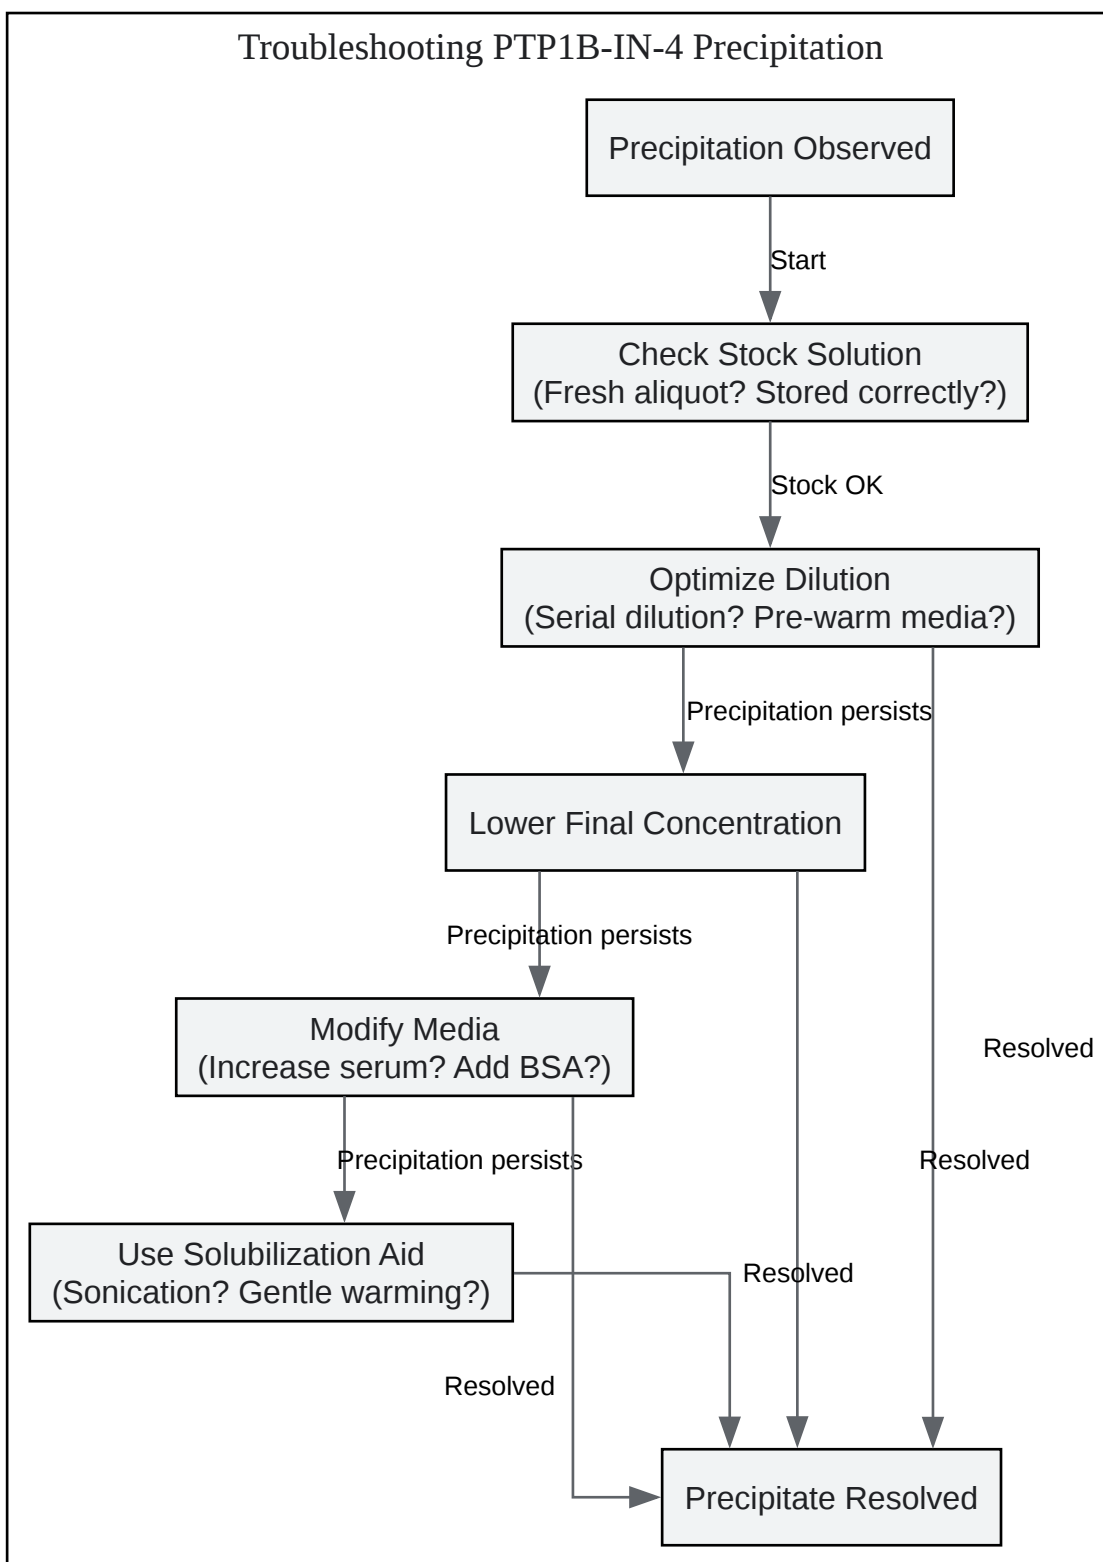 Troubleshooting PTP1B-IN-4 Precipitation
Precipitation Observed
Start
Check Stock Solution
(Fresh aliquot? Stored correctly?)
Stock OK
Optimize Dilution
(Serial dilution? Pre-warm media?)
Precipitation persists
Lower Final Concentration
Precipitation persists
Modify Media
(Increase serum? Add BSA?)
Resolved
Precipitation persists
Resolved
Use Solubilization Aid
(Sonication? Gentle warming?)
Resolved
Resolved
Precipitate Resolved